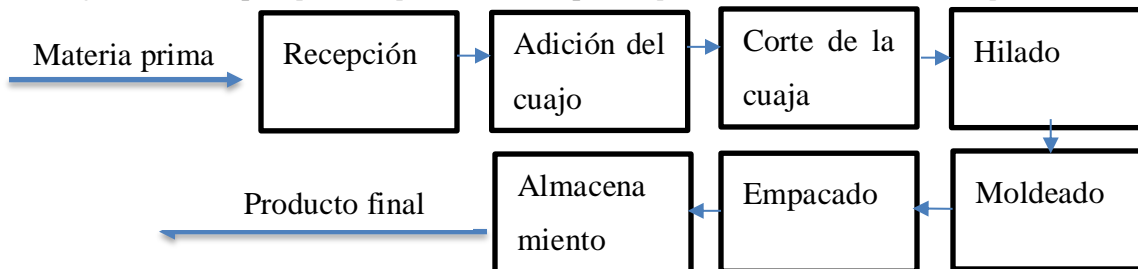 Materia prima
Recepción
Adición del
cuajo
Corte de la
cuaja
Hilado
Moldeado
Empacado
Almacena
miento
Producto final